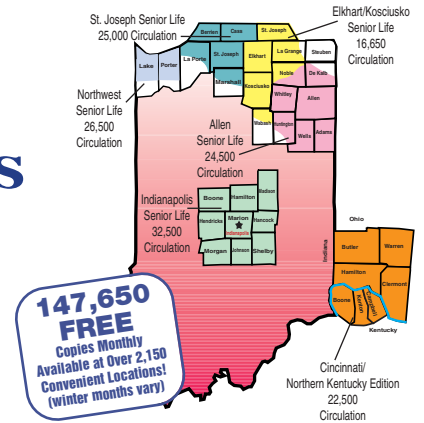 St. Joseph Senior Life
25,000 Circulation
Elkhart/Kosciusko
Senior Life
16,650
Circulation
Berrien
Cass
St. Joseph
Lake
Porter
La Porte
St. Joseph
Elkhart
La Grange
Steuben
Noble
De Kalb
Marshall
Kosciusko
Whitley
Allen
Wabash
Huntington
Wells
Adams
Northwest
Senior Life
26,500
Circulation
Allen
Senior Life
24,500
Circulation
s
Indianapolis
Senior Life
32,500
Circulation
Boone
Hamilton
Madison
Hendricks
Marion
Hancock
Indianapolis
Morgan
Johnson
Shelby
Ohio
Indiana
Butler
Warren
Hamilton
Clermont
Boone
Kenton
Campbell
Kentucky
147,650
FREE
Copies Monthly
Available at Over 2,150
Convenient Locations!
(winter months vary)
Cincinnati/
Northern Kentucky Edition
22,500
Circulation